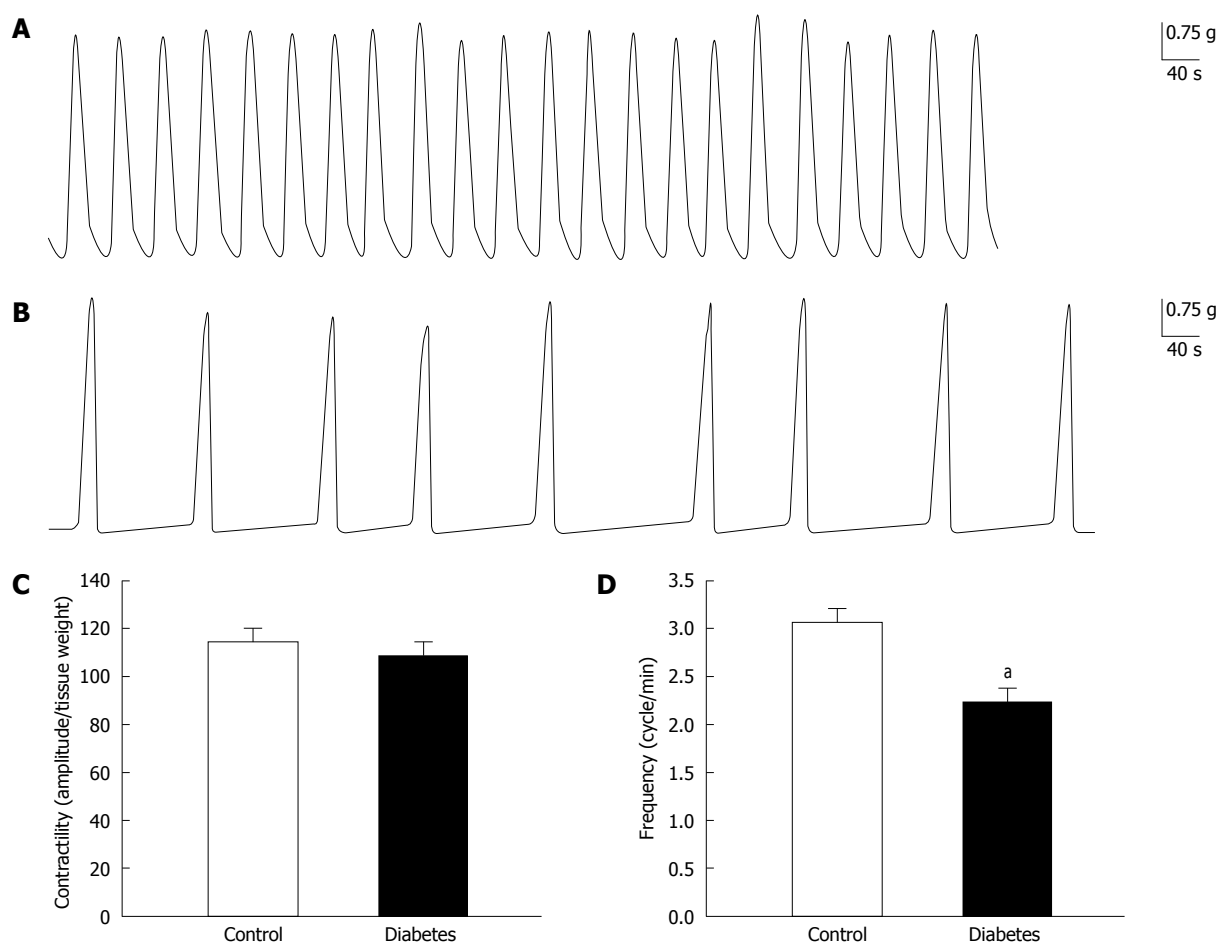 A
0.75 g
40 s
B
0.75 g
40 s
C
Contractility (amplitude/tissue weight)
140
120
100
80
60
40
20
0
Control
Diabetes
D
Frequency (cycle/min)
3.5
3.0
2.5
2.0
1.5
1.0
0.5
0.0
a
Control
Diabetes